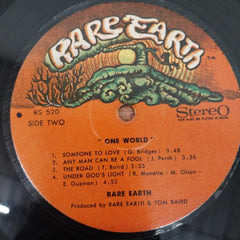 RARE EARTH
TM
RS 520
SIDE TWO
Stereo
" ONE WORLD "
1. SOMEONE TO LOVE (G. Bridges) 3:48
2. ANY MAN CAN BE A FOOL (J. Persh) 3:36
3. THE ROAD (T. Baird) 3:35
4. UNDER GOD'S LIGHT (R. Monette - M. Olson -
E. Guzman) 4:51
RARE EARTH
Produced by RARE EARTH & TOM BAIRD